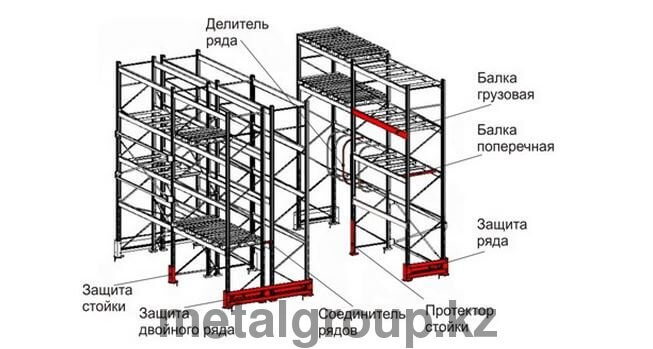 Делитель
ряда
Балка
грузовая
Балка
поперечная
Защита
ряда
Защита
стойки
Защита
двойного ряда
Соединитель
рядов
Протектор
стойки
metalgroup.kz